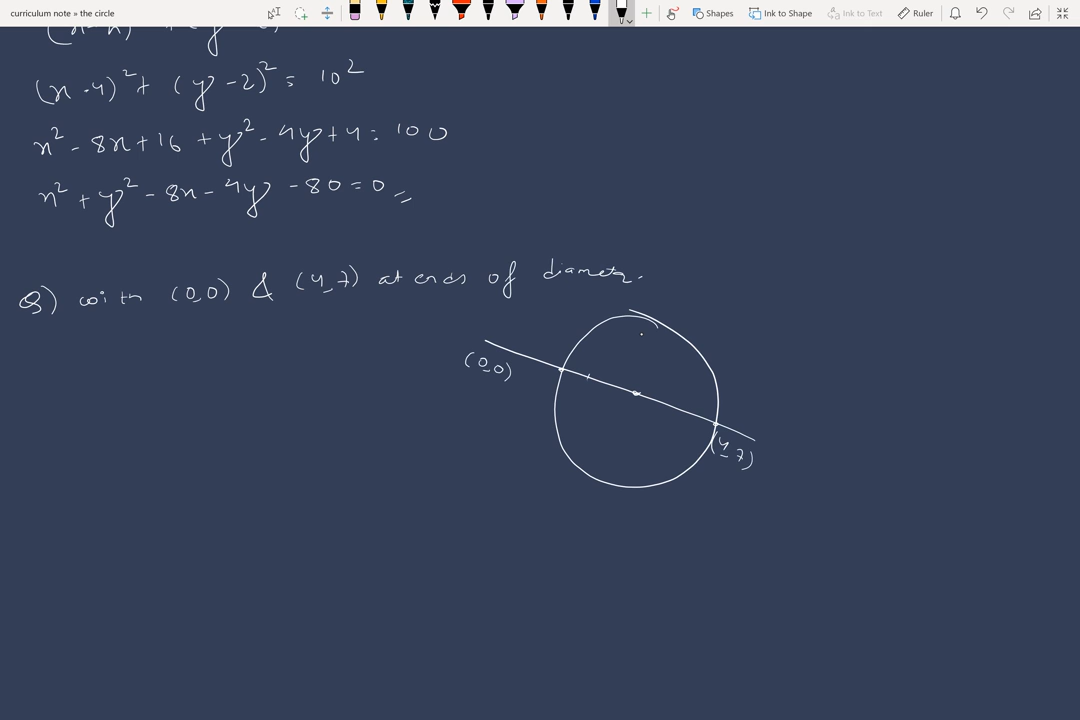 curriculum note » the circle
Shapes Ink to Shape Ink to Text Ruler
(x - 4)² + (y - 2)² = 10²
x² - 8x + 16 + y² - 4y + 4 = 100
x² + y² - 8x - 4y - 80 = 0 =
Q) with (0,0) & (4,7) at ends of diameter.
(0,0)
(4,7)